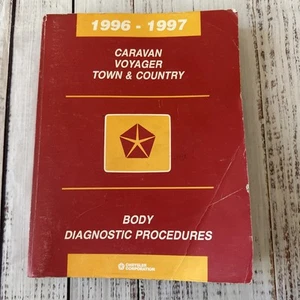 1996 - 1997
CARAVAN
VOYAGER
TOWN & COUNTRY
BODY
DIAGNOSTIC PROCEDURES
CHRYSLER
CORPORATION